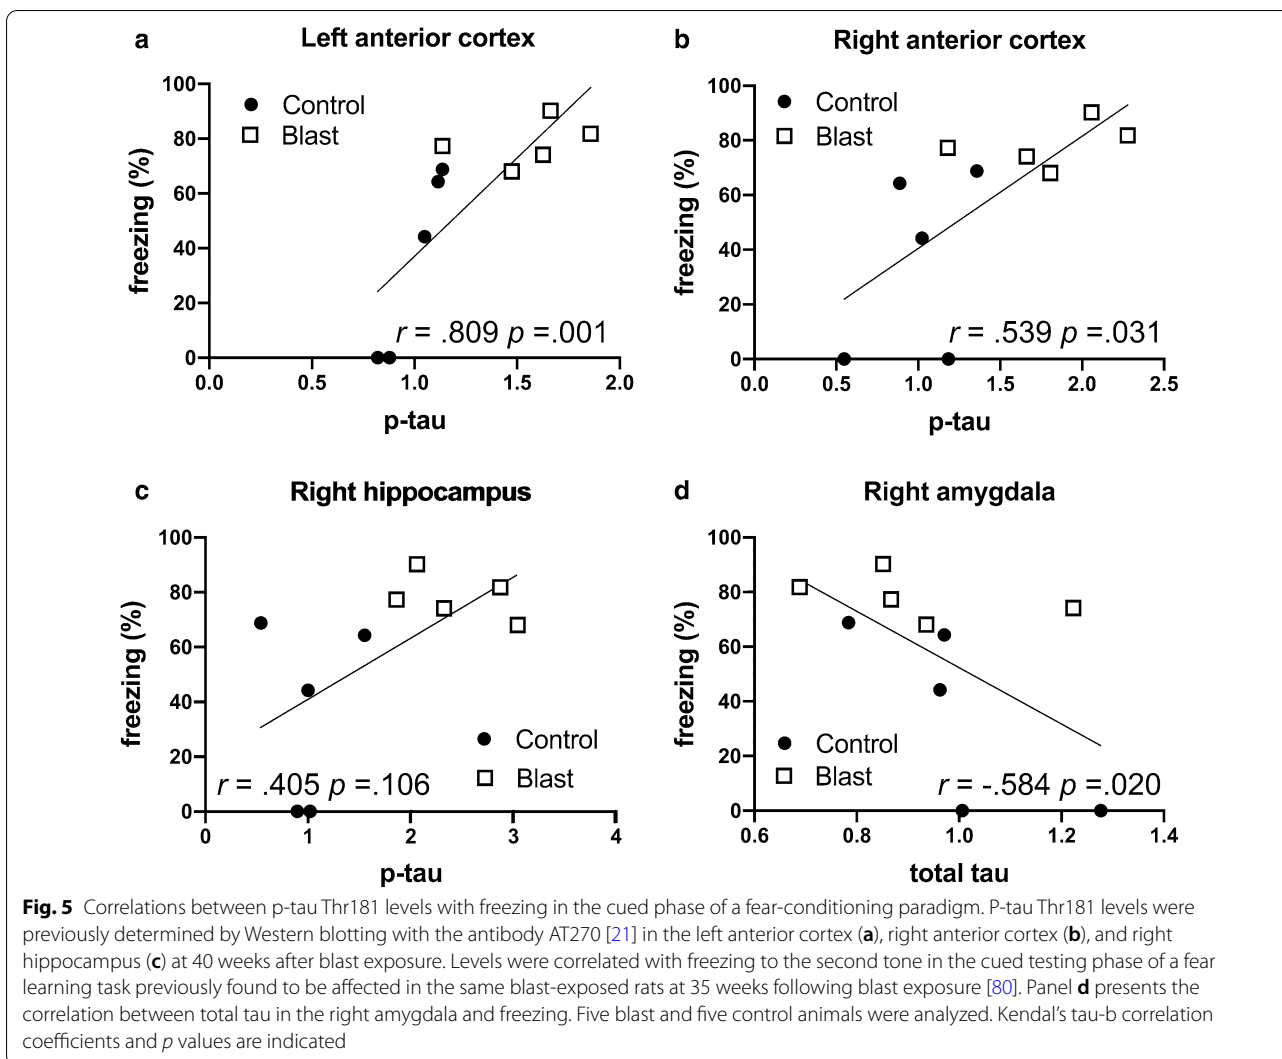 a
Left anterior cortex
100
80
60
40
20
0
freezing (%)
Control
Blast
r = .809 p =.001
0.0 0.5 1.0 1.5 2.0
p-tau
b
Right anterior cortex
100
80
60
40
20
0
freezing (%)
Control
Blast
r = .539 p =.031
0.0 0.5 1.0 1.5 2.0 2.5
p-tau
c
Right hippocampus
100
80
60
40
20
0
freezing (%)
Control
Blast
r = .405 p =.106
0 1 2 3 4
p-tau
d
Right amygdala
100
80
60
40
20
0
freezing (%)
Control
Blast
r = -.584 p =.020
0.6 0.8 1.0 1.2 1.4
total tau
Fig. 5 Correlations between p-tau Thr181 levels with freezing in the cued phase of a fear-conditioning paradigm. P-tau Thr181 levels were
previously determined by Western blotting with the antibody AT270 [21] in the left anterior cortex (a), right anterior cortex (b), and right
hippocampus (c) at 40 weeks after blast exposure. Levels were correlated with freezing to the second tone in the cued testing phase of a fear
learning task previously found to be affected in the same blast-exposed rats at 35 weeks following blast exposure [80]. Panel d presents the
correlation between total tau in the right amygdala and freezing. Five blast and five control animals were analyzed. Kendal's tau-b correlation
coefficients and p values are indicated